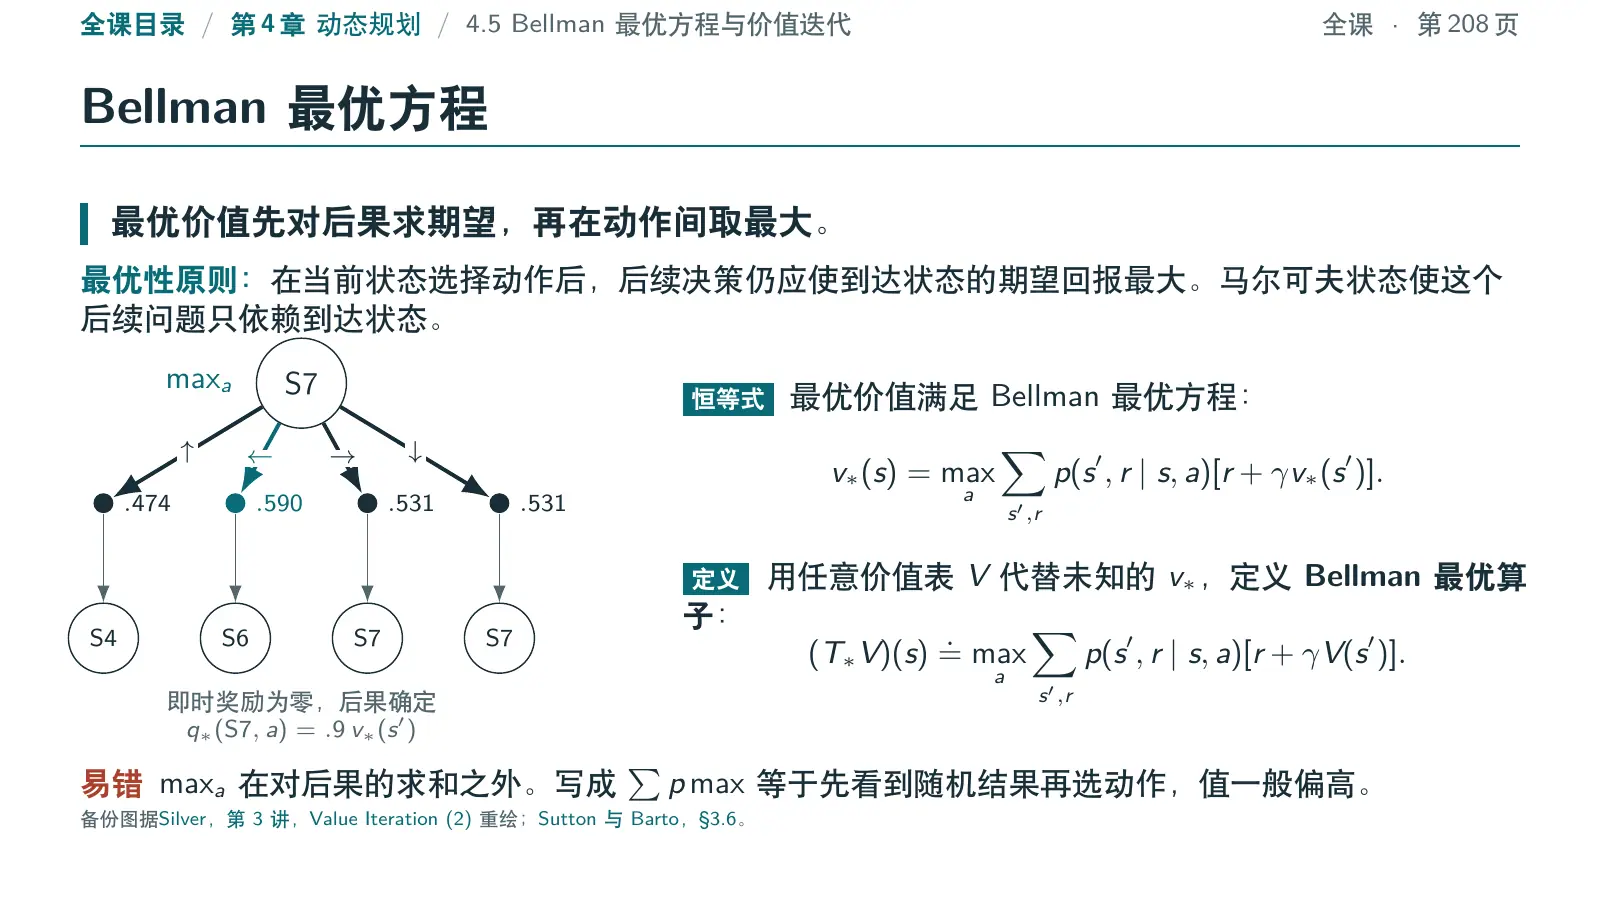 全课目录 / 第 4 章 动态规划 / 4.5 Bellman 最优方程与价值迭代
全课 · 第 208 页
Bellman 最优方程
最优价值先对后果求期望，再在动作间取最大。
最优性原则：在当前状态选择动作后，后续决策仍应使到达状态的期望回报最大。马尔可夫状态使这个
后续问题只依赖到达状态。
maxₐ
S7
↑ ← → ↓
.474 .590 .531 .531
S4 S6 S7 S7
即时奖励为零，后果确定
q∗(S7, a) = .9 v∗(s′)
恒等式 最优价值满足 Bellman 最优方程：
v∗(s) = max_a ∑_{s′,r} p(s′, r | s, a)[r + γv∗(s′)].
定义 用任意价值表 V 代替未知的 v∗，定义 Bellman 最优算
子：
(T∗V)(s) ≐ max_a ∑_{s′,r} p(s′, r | s, a)[r + γV(s′)].
易错 maxₐ 在对后果的求和之外。写成 ∑ p max 等于先看到随机结果再选动作，值一般偏高。
备份图据Silver，第 3 讲，Value Iteration (2) 重绘；Sutton 与 Barto，§3.6。